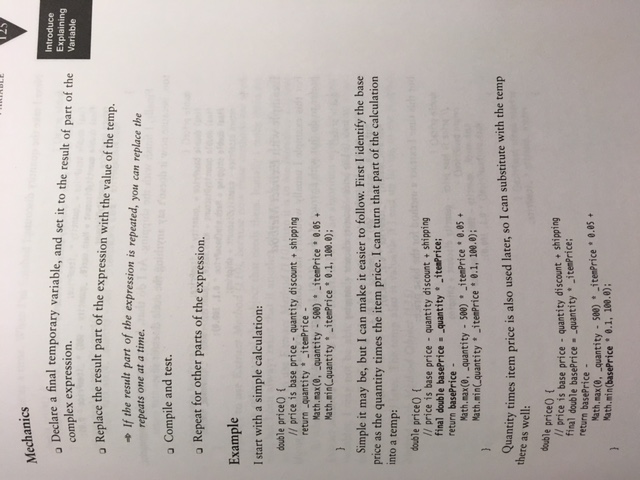 125
Mechanics
Introduce
Explaining
Variable
❏ Declare a final temporary variable, and set it to the result of part of the
complex expression.
❏ Replace the result part of the expression with the value of the temp.
⇒ If the result part of the expression is repeated, you can replace the
repeats one at a time.
❏ Compile and test.
❏ Repeat for other parts of the expression.
Example
I start with a simple calculation:
double price() {
// price is base price - quantity discount + shipping
return _quantity * _itemPrice -
Math.max(0, _quantity - 500) * _itemPrice * 0.05 +
Math.min(_quantity * _itemPrice * 0.1, 100.0);
}
Simple it may be, but I can make it easier to follow. First I identify the base
price as the quantity times the item price. I can turn that part of the calculation
into a temp:
double price() {
// price is base price - quantity discount + shipping
final double basePrice = _quantity * _itemPrice;
return basePrice -
Math.max(0, _quantity - 500) * _itemPrice * 0.05 +
Math.min(_quantity * _itemPrice * 0.1, 100.0);
}
Quantity times item price is also used later, so I can substitute with the temp
there as well:
double price() {
// price is base price - quantity discount + shipping
final double basePrice = _quantity * _itemPrice;
return basePrice -
Math.max(0, _quantity - 500) * _itemPrice * 0.05 +
Math.min(basePrice * 0.1, 100.0);
}